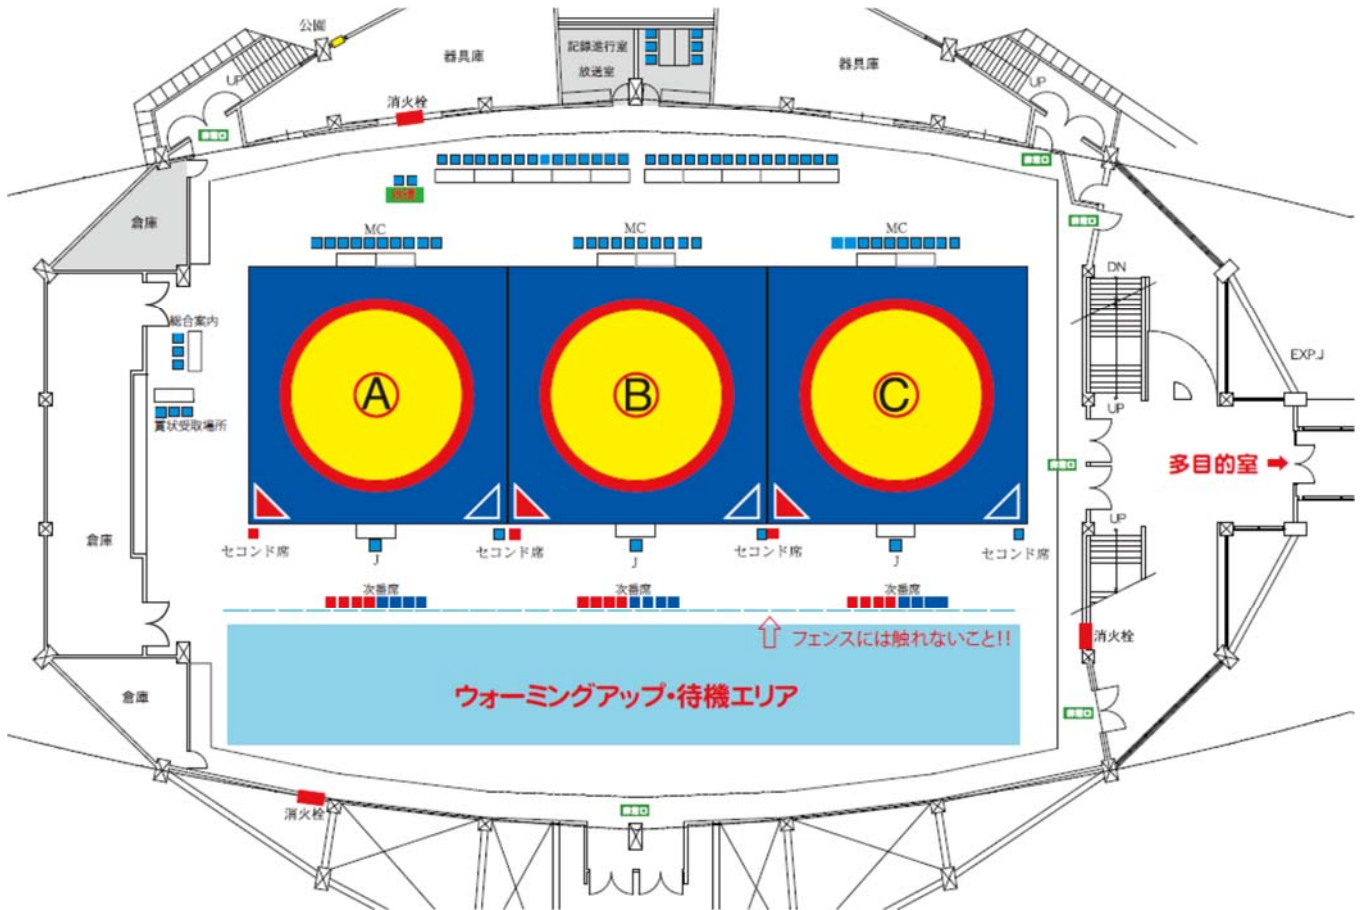 公園
器具庫
記録進行室
放送室
器具庫
UP
UP
消火栓
倉庫
MC
MC
MC
DN
総合案内
EXP.J
A
B
C
賞状受取場所
UP
多目的室
UP
倉庫
セコンド席
J
セコンド席
J
セコンド席
J
セコンド席
次番席
次番席
次番席
フェンスには触れないこと!!
消火栓
倉庫
ウォーミングアップ・待機エリア
消火栓